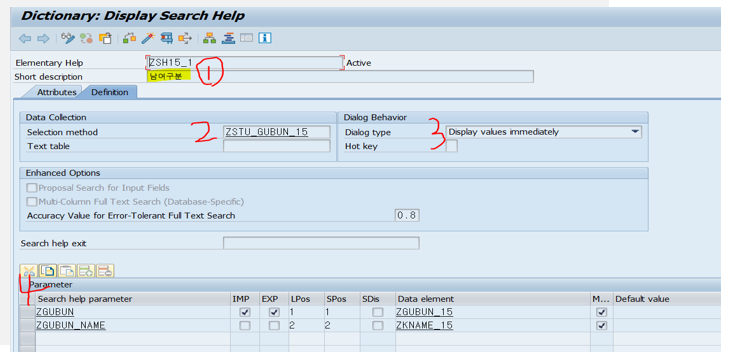 Dictionary: Display Search Help
Elementary Help ZSH15_1 Active
Short description 남여구분 1
Attributes Definition
Data Collection Dialog Behavior
Selection method 2 ZSTU_GUBUN_15 Dialog type 3 Display values immediately
Text table Hot key
Enhanced Options
Proposal Search for Input Fields
Multi-Column Full Text Search (Database-Specific)
Accuracy Value for Error-Tolerant Full Text Search 0.8
Search help exit
4
Parameter
Search help parameter IMP EXP LPos SPos SDis Data element M... Default value
ZGUBUN 1 1 ZGUBUN_15
ZGUBUN_NAME 2 2 ZKNAME_15